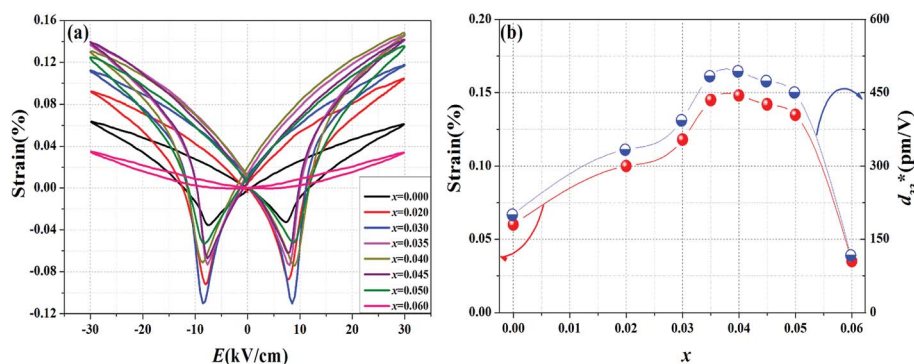 (a)
Strain(%)
0.16
0.12
0.08
0.04
0.00
-0.04
-0.08
-0.12
-30 -20 -10 0 10 20 30
E(kV/cm)
x=0.000
x=0.020
x=0.030
x=0.035
x=0.040
x=0.045
x=0.050
x=0.060
(b)
Strain(%)
0.20
0.15
0.10
0.05
0.00
0.00 0.01 0.02 0.03 0.04 0.05 0.06
x
600
450
300
150
0
d33*(pm/V)